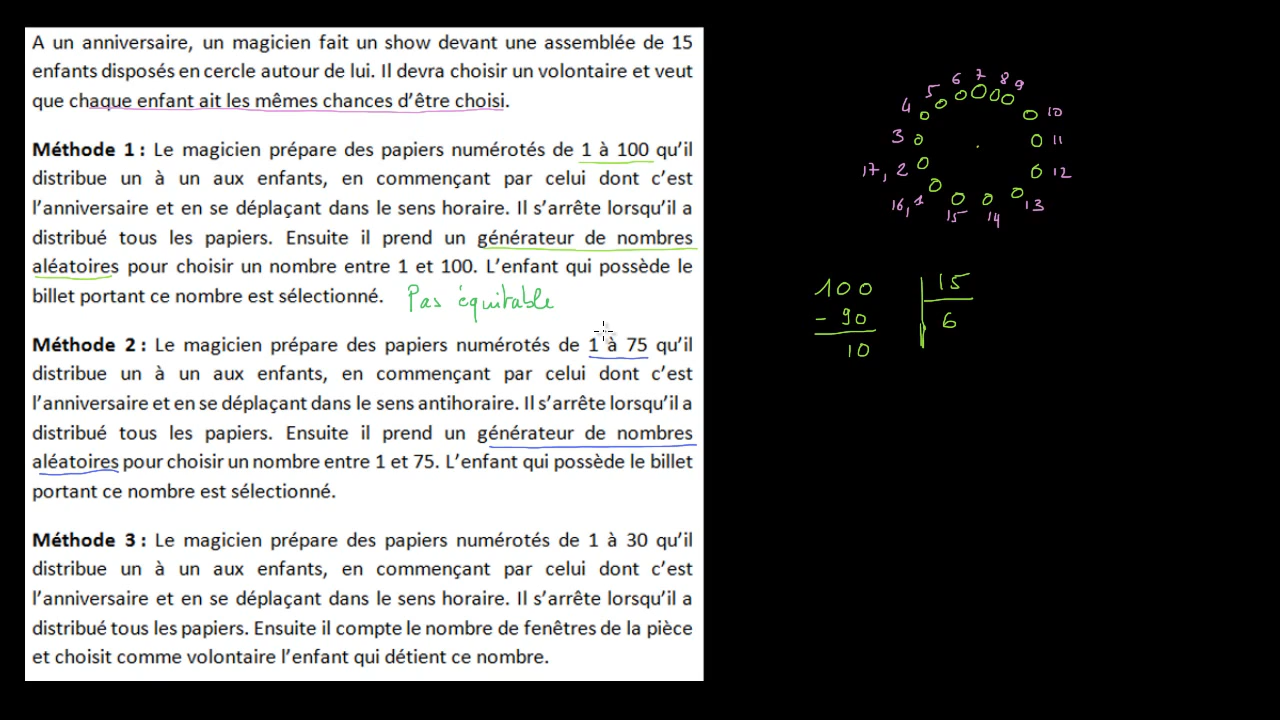 A un anniversaire, un magicien fait un show devant une assemblée de 15
enfants disposés en cercle autour de lui. Il devra choisir un volontaire et veut
que chaque enfant ait les mêmes chances d'être choisi.
Méthode 1 : Le magicien prépare des papiers numérotés de 1 à 100 qu'il
distribue un à un aux enfants, en commençant par celui dont c'est
l'anniversaire et en se déplaçant dans le sens horaire. Il s'arrête lorsqu'il a
distribué tous les papiers. Ensuite il prend un générateur de nombres
aléatoires pour choisir un nombre entre 1 et 100. L'enfant qui possède le
billet portant ce nombre est sélectionné. Pas équitable
Méthode 2 : Le magicien prépare des papiers numérotés de 1 à 75 qu'il
distribue un à un aux enfants, en commençant par celui dont c'est
l'anniversaire et en se déplaçant dans le sens antihoraire. Il s'arrête lorsqu'il a
distribué tous les papiers. Ensuite il prend un générateur de nombres
aléatoires pour choisir un nombre entre 1 et 75. L'enfant qui possède le billet
portant ce nombre est sélectionné.
Méthode 3 : Le magicien prépare des papiers numérotés de 1 à 30 qu'il
distribue un à un aux enfants, en commençant par celui dont c'est
l'anniversaire et en se déplaçant dans le sens horaire. Il s'arrête lorsqu'il a
distribué tous les papiers. Ensuite il compte le nombre de fenêtres de la pièce
et choisit comme volontaire l'enfant qui détient ce nombre.
5 6 7 8 9
4 10
3 11
17, 2 12
16, 1 15 14 13
100 15
- 90 6
10